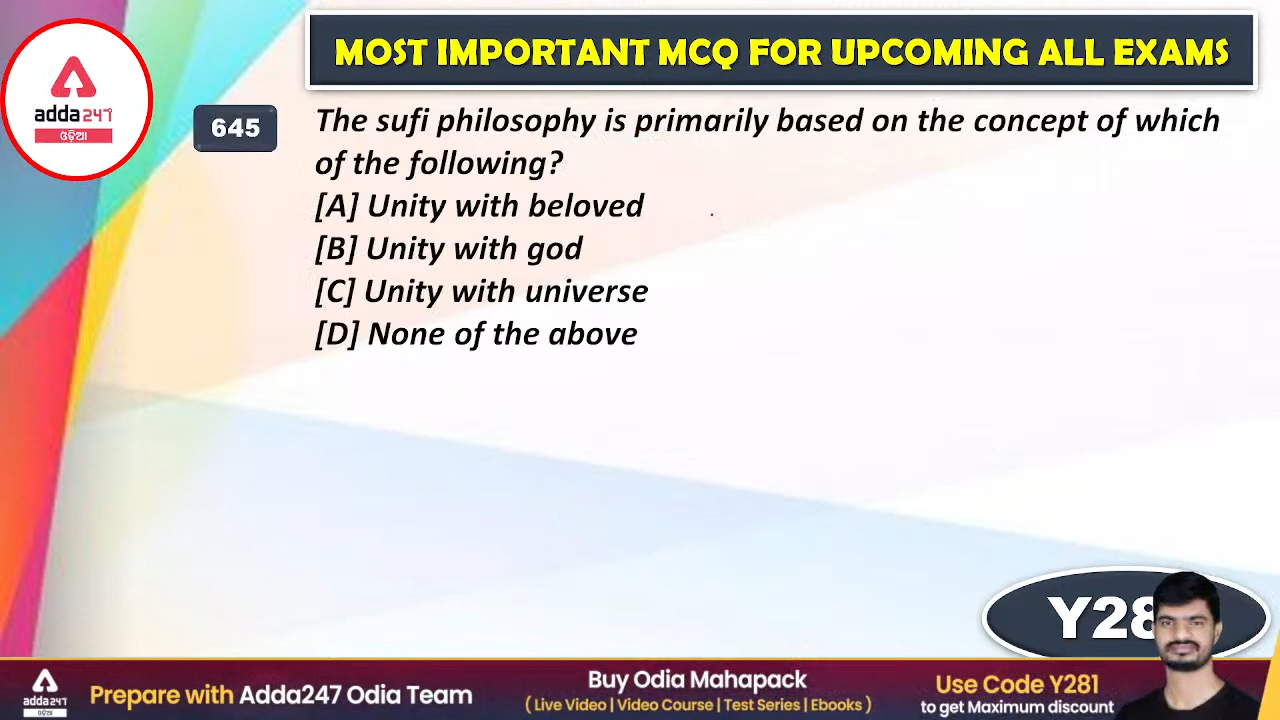 MOST IMPORTANT MCQ FOR UPCOMING ALL EXAMS
adda247
ଓଡ଼ିଆ
645
The sufi philosophy is primarily based on the concept of which
of the following?
[A] Unity with beloved
[B] Unity with god
[C] Unity with universe
[D] None of the above
Y28
adda247
ଓଡ଼ିଆ
Prepare with Adda247 Odia Team
Buy Odia Mahapack
( Live Video | Video Course | Test Series | Ebooks )
Use Code Y281
to get Maximum discount